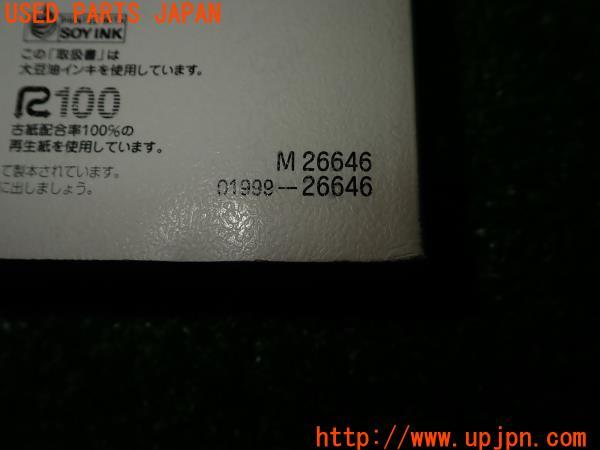 USED PARTS JAPAN
SOY INK
この「取扱書」は
大豆油インキを使用しています。
R100
古紙配合率100%の
再生紙を使用しています。
て製本されています。
に出しましょう。
M 26646
01999-26646
http://www.upjpn.com